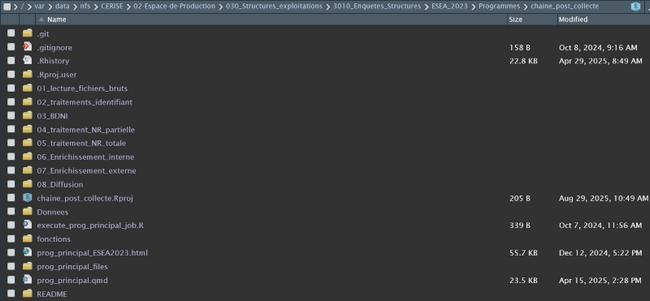 / var data nfs CERISE 02-Espace-de-Production 030_Structures_exploitations 3010_Enquetes_Structures ESEA_2023 Programmes chaine_post_collecte
Name Size Modified
.git
.gitignore 158 B Oct 8, 2024, 9:16 AM
.Rhistory 22.8 KB Apr 29, 2025, 8:49 AM
.Rproj.user
01_lecture_fichiers_bruts
02_traitements_identifiant
03_BDNI
04_traitement_NR_partielle
05_traitement_NR_totale
06_Enrichissement_interne
07_Enrichissement_externe
08_Diffusion
chaine_post_collecte.Rproj 205 B Aug 29, 2025, 10:49 AM
Donnees
execute_prog_principal_job.R 339 B Oct 7, 2024, 11:56 AM
fonctions
prog_principal_ESEA2023.html 55.7 KB Dec 12, 2024, 5:22 PM
prog_principal_files
prog_principal.qmd 23.5 KB Apr 15, 2025, 2:28 PM
README